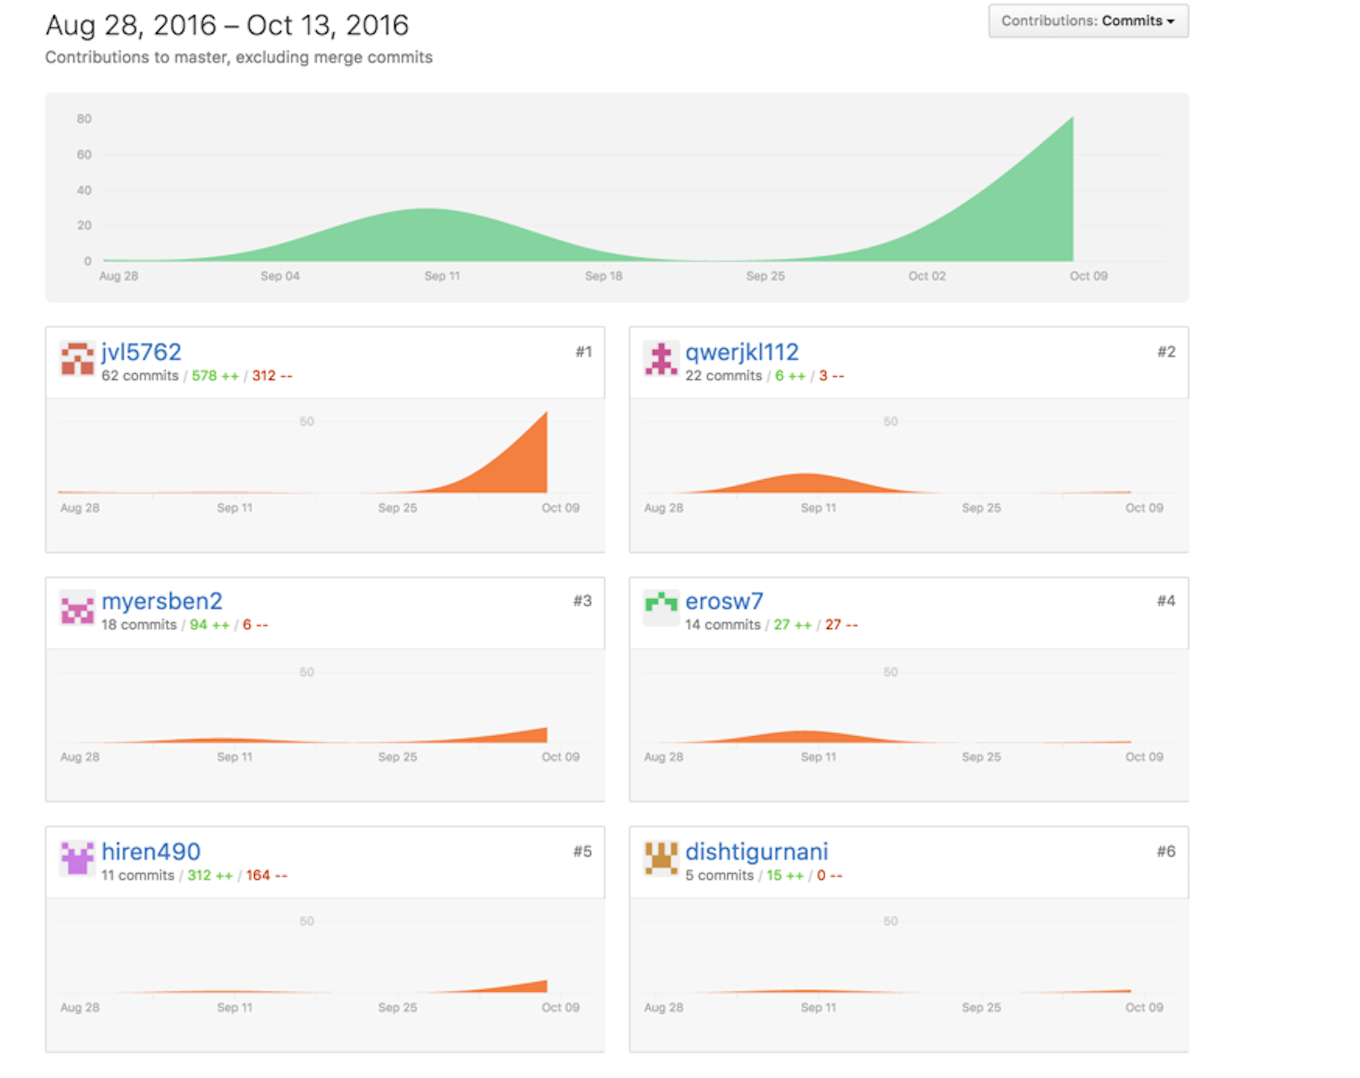 Aug 28, 2016 – Oct 13, 2016
Contributions: Commits
Contributions to master, excluding merge commits
80
60
40
20
0
Aug 28 Sep 04 Sep 11 Sep 18 Sep 25 Oct 02 Oct 09
jvl5762 #1
62 commits / 578 ++ / 312 --
50
Aug 28 Sep 11 Sep 25 Oct 09
qwerjkl112 #2
22 commits / 6 ++ / 3 --
50
Aug 28 Sep 11 Sep 25 Oct 09
myersben2 #3
18 commits / 94 ++ / 6 --
50
Aug 28 Sep 11 Sep 25 Oct 09
erosw7 #4
14 commits / 27 ++ / 27 --
50
Aug 28 Sep 11 Sep 25 Oct 09
hiren490 #5
11 commits / 312 ++ / 164 --
50
Aug 28 Sep 11 Sep 25 Oct 09
dishtigurnani #6
5 commits / 15 ++ / 0 --
50
Aug 28 Sep 11 Sep 25 Oct 09